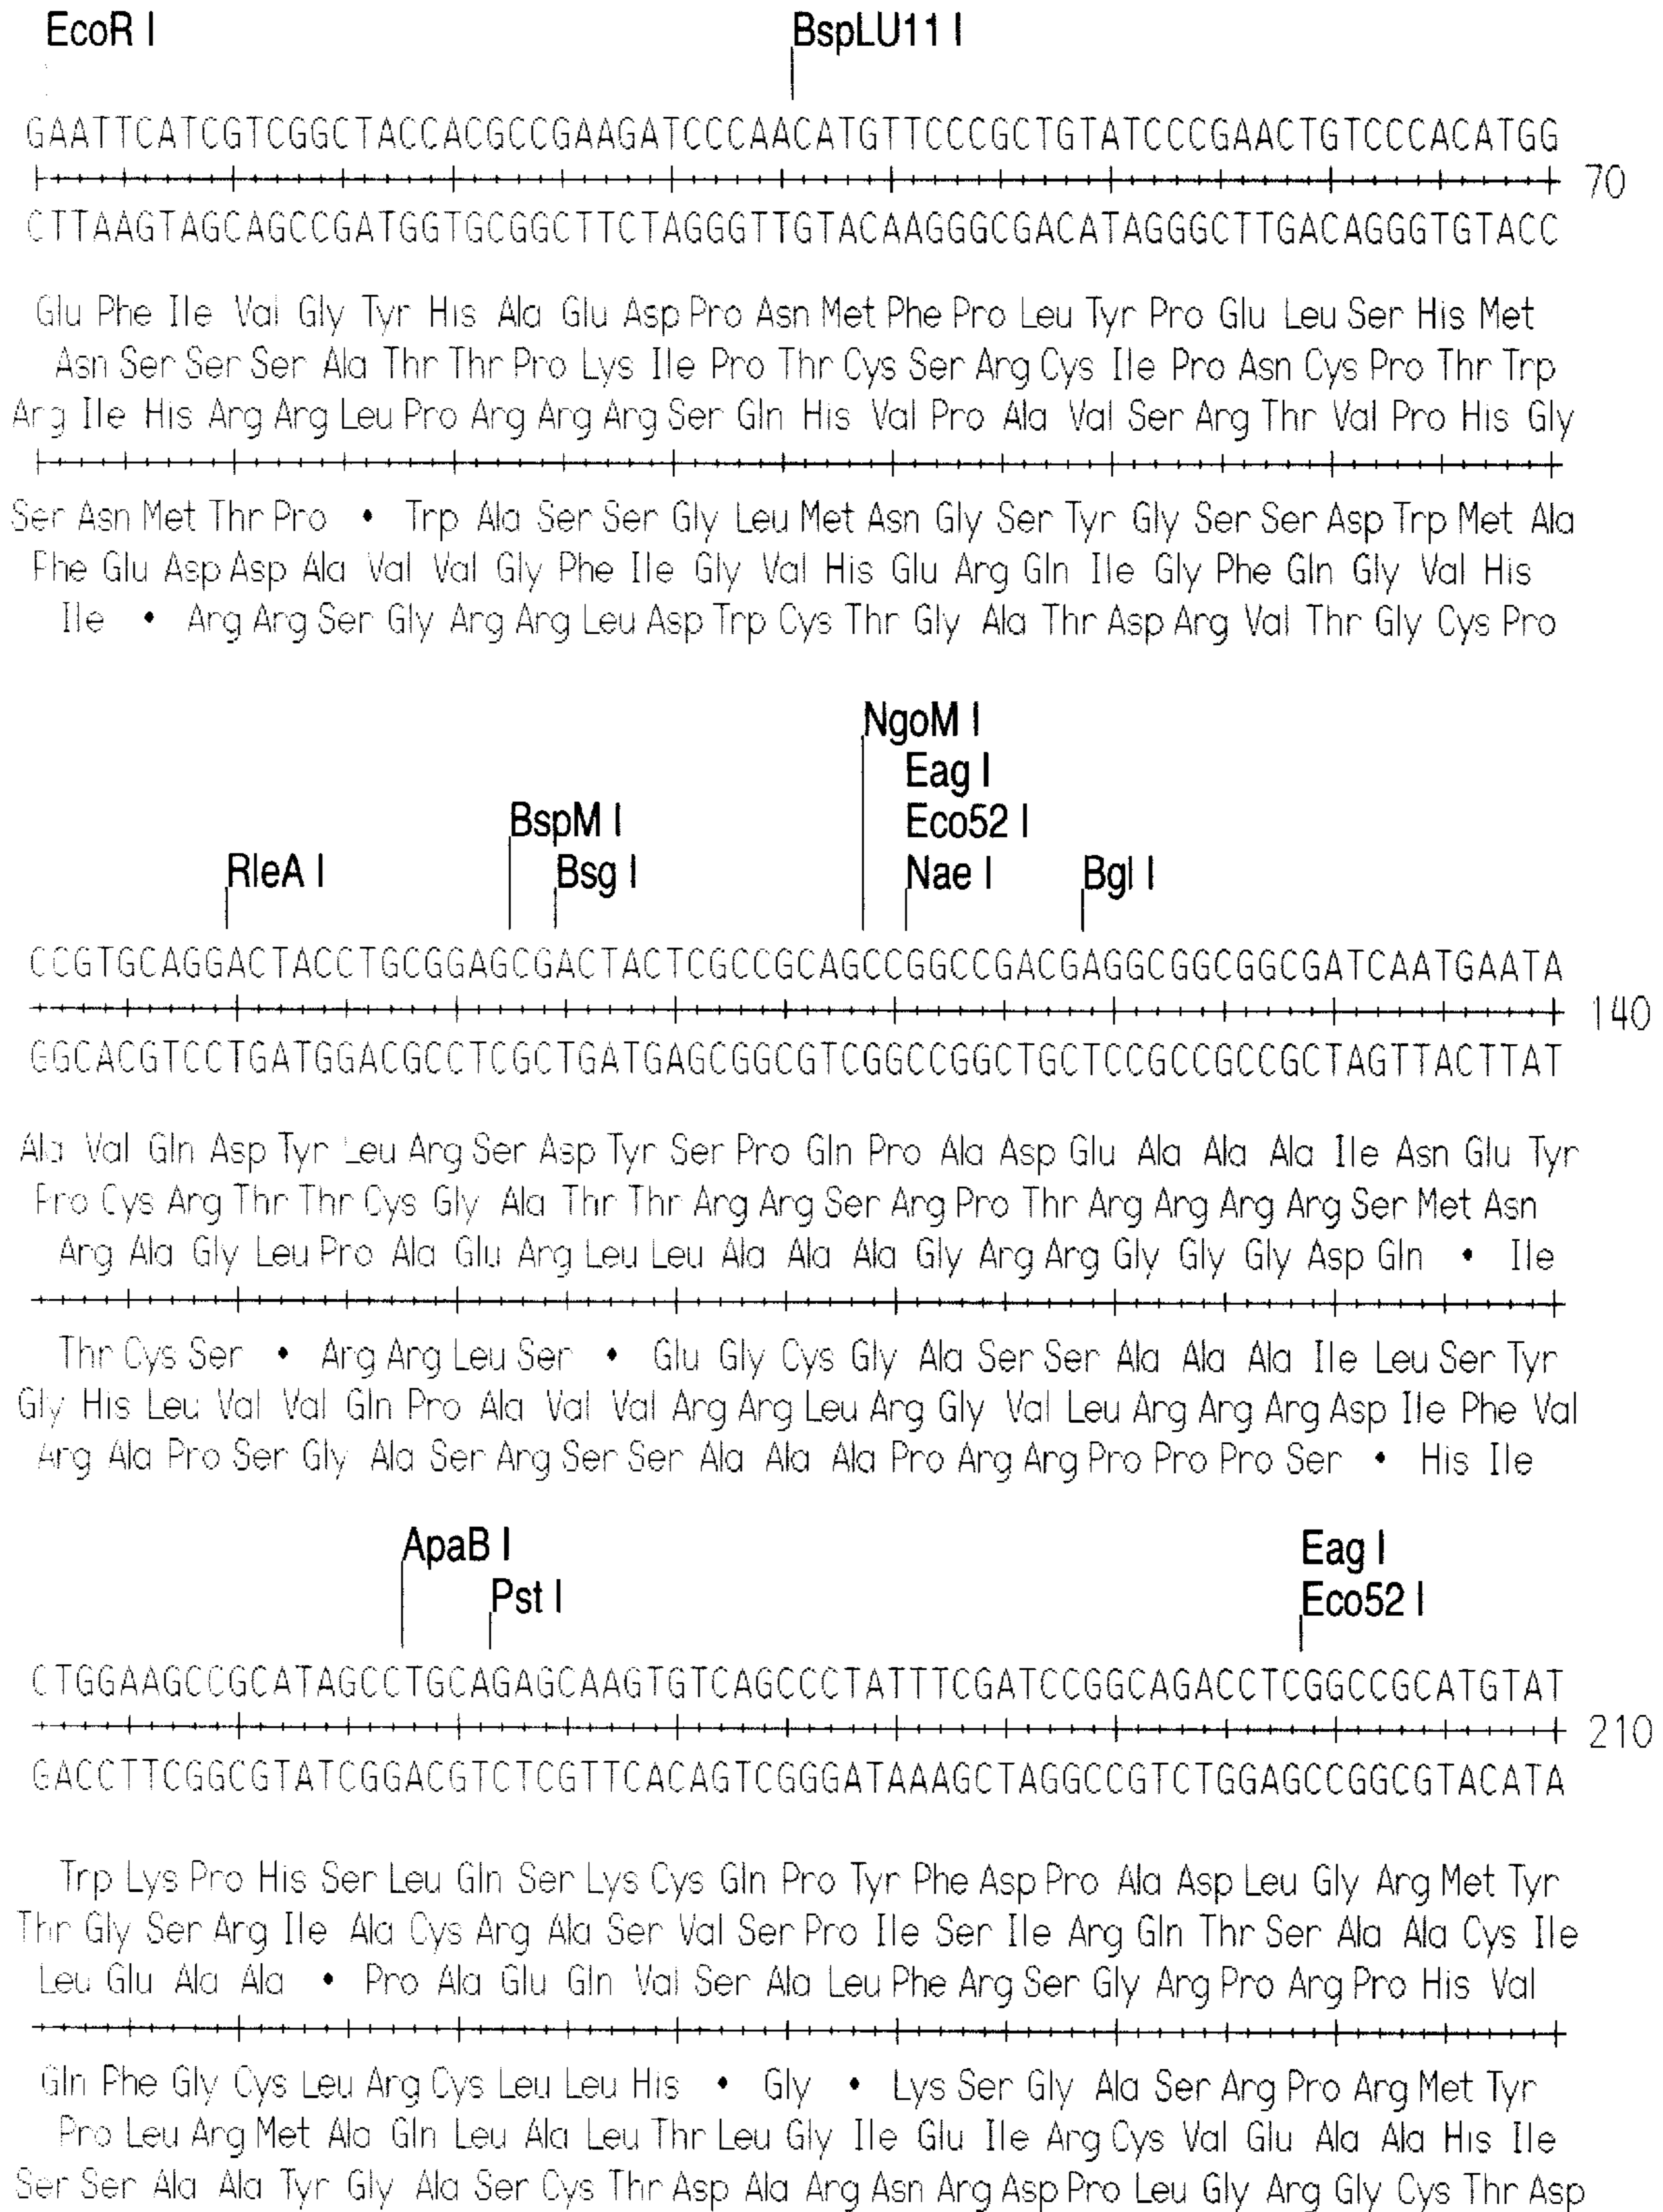 EcoR I BspLU11 I
GAATTCATCGTCGGCTACCACGCCGAAGATCCCAACATGTTCCCGCTGTATCCCGAACTGTCCCACATGG
70
CTTAAGTAGCAGCCGATGGTGCGGCTTCTAGGGTTGTACAAGGGCGACATAGGGCTTGACAGGGTGTACC
Glu Phe Ile Val Gly Tyr His Ala Glu Asp Pro Asn Met Phe Pro Leu Tyr Pro Glu Leu Ser His Met
Asn Ser Ser Ser Ala Thr Thr Pro Lys Ile Pro Thr Cys Ser Arg Cys Ile Pro Asn Cys Pro Thr Trp
Arg Ile His Arg Arg Leu Pro Arg Arg Arg Ser Gln His Val Pro Ala Val Ser Arg Thr Val Pro His Gly
Ser Asn Met Thr Pro • Trp Ala Ser Ser Gly Leu Met Asn Gly Ser Tyr Gly Ser Ser Asp Trp Met Ala
Phe Glu Asp Asp Ala Val Val Gly Phe Ile Gly Val His Glu Arg Gln Ile Gly Phe Gln Gly Val His
Ile • Arg Arg Ser Gly Arg Arg Leu Asp Trp Cys Thr Gly Ala Thr Asp Arg Val Thr Gly Cys Pro
NgoM I
Eag I
BspM I Eco52 I
RleA I Bsg I Nae I Bgl I
CCGTGCAGGACTACCTGCGGAGCGACTACTCGCCGCAGCCGGCCGACGAGGCGGCGGCGATCAATGAATA
140
GGCACGTCCTGATGGACGCCTCGCTGATGAGCGGCGTCGGCCGGCTGCTCCGCCGCCGCTAGTTACTTAT
Ala Val Gln Asp Tyr Leu Arg Ser Asp Tyr Ser Pro Gln Pro Ala Asp Glu Ala Ala Ala Ile Asn Glu Tyr
Pro Cys Arg Thr Thr Cys Gly Ala Thr Thr Arg Arg Ser Arg Pro Thr Arg Arg Arg Arg Ser Met Asn
Arg Ala Gly Leu Pro Ala Glu Arg Leu Leu Ala Ala Ala Gly Arg Arg Gly Gly Gly Asp Gln • Ile
Thr Cys Ser • Arg Arg Leu Ser • Glu Gly Cys Gly Ala Ser Ser Ala Ala Ala Ile Leu Ser Tyr
Gly His Leu Val Val Gln Pro Ala Val Val Arg Arg Leu Arg Gly Val Leu Arg Arg Arg Asp Ile Phe Val
Arg Ala Pro Ser Gly Ala Ser Arg Ser Ser Ala Ala Ala Pro Arg Arg Pro Pro Pro Ser • His Ile
ApaB I Eag I
Pst I Eco52 I
CTGGAAGCCGCATAGCCTGCAGAGCAAGTGTCAGCCCTATTTCGATCCGGCAGACCTCGGCCGCATGTAT
210
GACCTTCGGCGTATCGGACGTCTCGTTCACAGTCGGGATAAAGCTAGGCCGTCTGGAGCCGGCGTACATA
Trp Lys Pro His Ser Leu Gln Ser Lys Cys Gln Pro Tyr Phe Asp Pro Ala Asp Leu Gly Arg Met Tyr
Thr Gly Ser Arg Ile Ala Cys Arg Ala Ser Val Ser Pro Ile Ser Ile Arg Gln Thr Ser Ala Ala Cys Ile
Leu Glu Ala Ala • Pro Ala Glu Gln Val Ser Ala Leu Phe Arg Ser Gly Arg Pro Arg Pro His Val
Gln Phe Gly Cys Leu Arg Cys Leu Leu His • Gly • Lys Ser Gly Ala Ser Arg Pro Arg Met Tyr
Pro Leu Arg Met Ala Gln Leu Ala Leu Thr Leu Gly Ile Glu Ile Arg Cys Val Glu Ala Ala His Ile
Ser Ser Ala Ala Tyr Gly Ala Ser Cys Thr Asp Ala Arg Asn Arg Asp Pro Leu Gly Arg Gly Cys Thr Asp